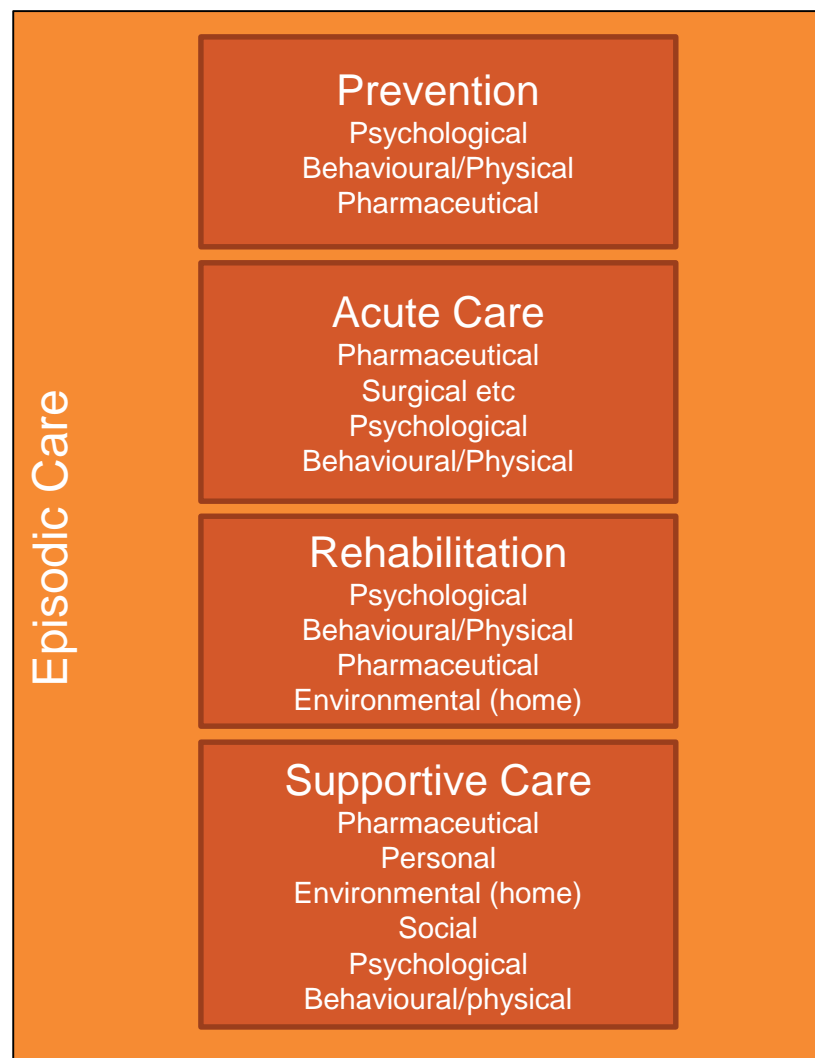 Episodic Care
Prevention
Psychological
Behavioural/Physical
Pharmaceutical
Acute Care
Pharmaceutical
Surgical etc
Psychological
Behavioural/Physical
Rehabilitation
Psychological
Behavioural/Physical
Pharmaceutical
Environmental (home)
Supportive Care
Pharmaceutical
Personal
Environmental (home)
Social
Psychological
Behavioural/physical